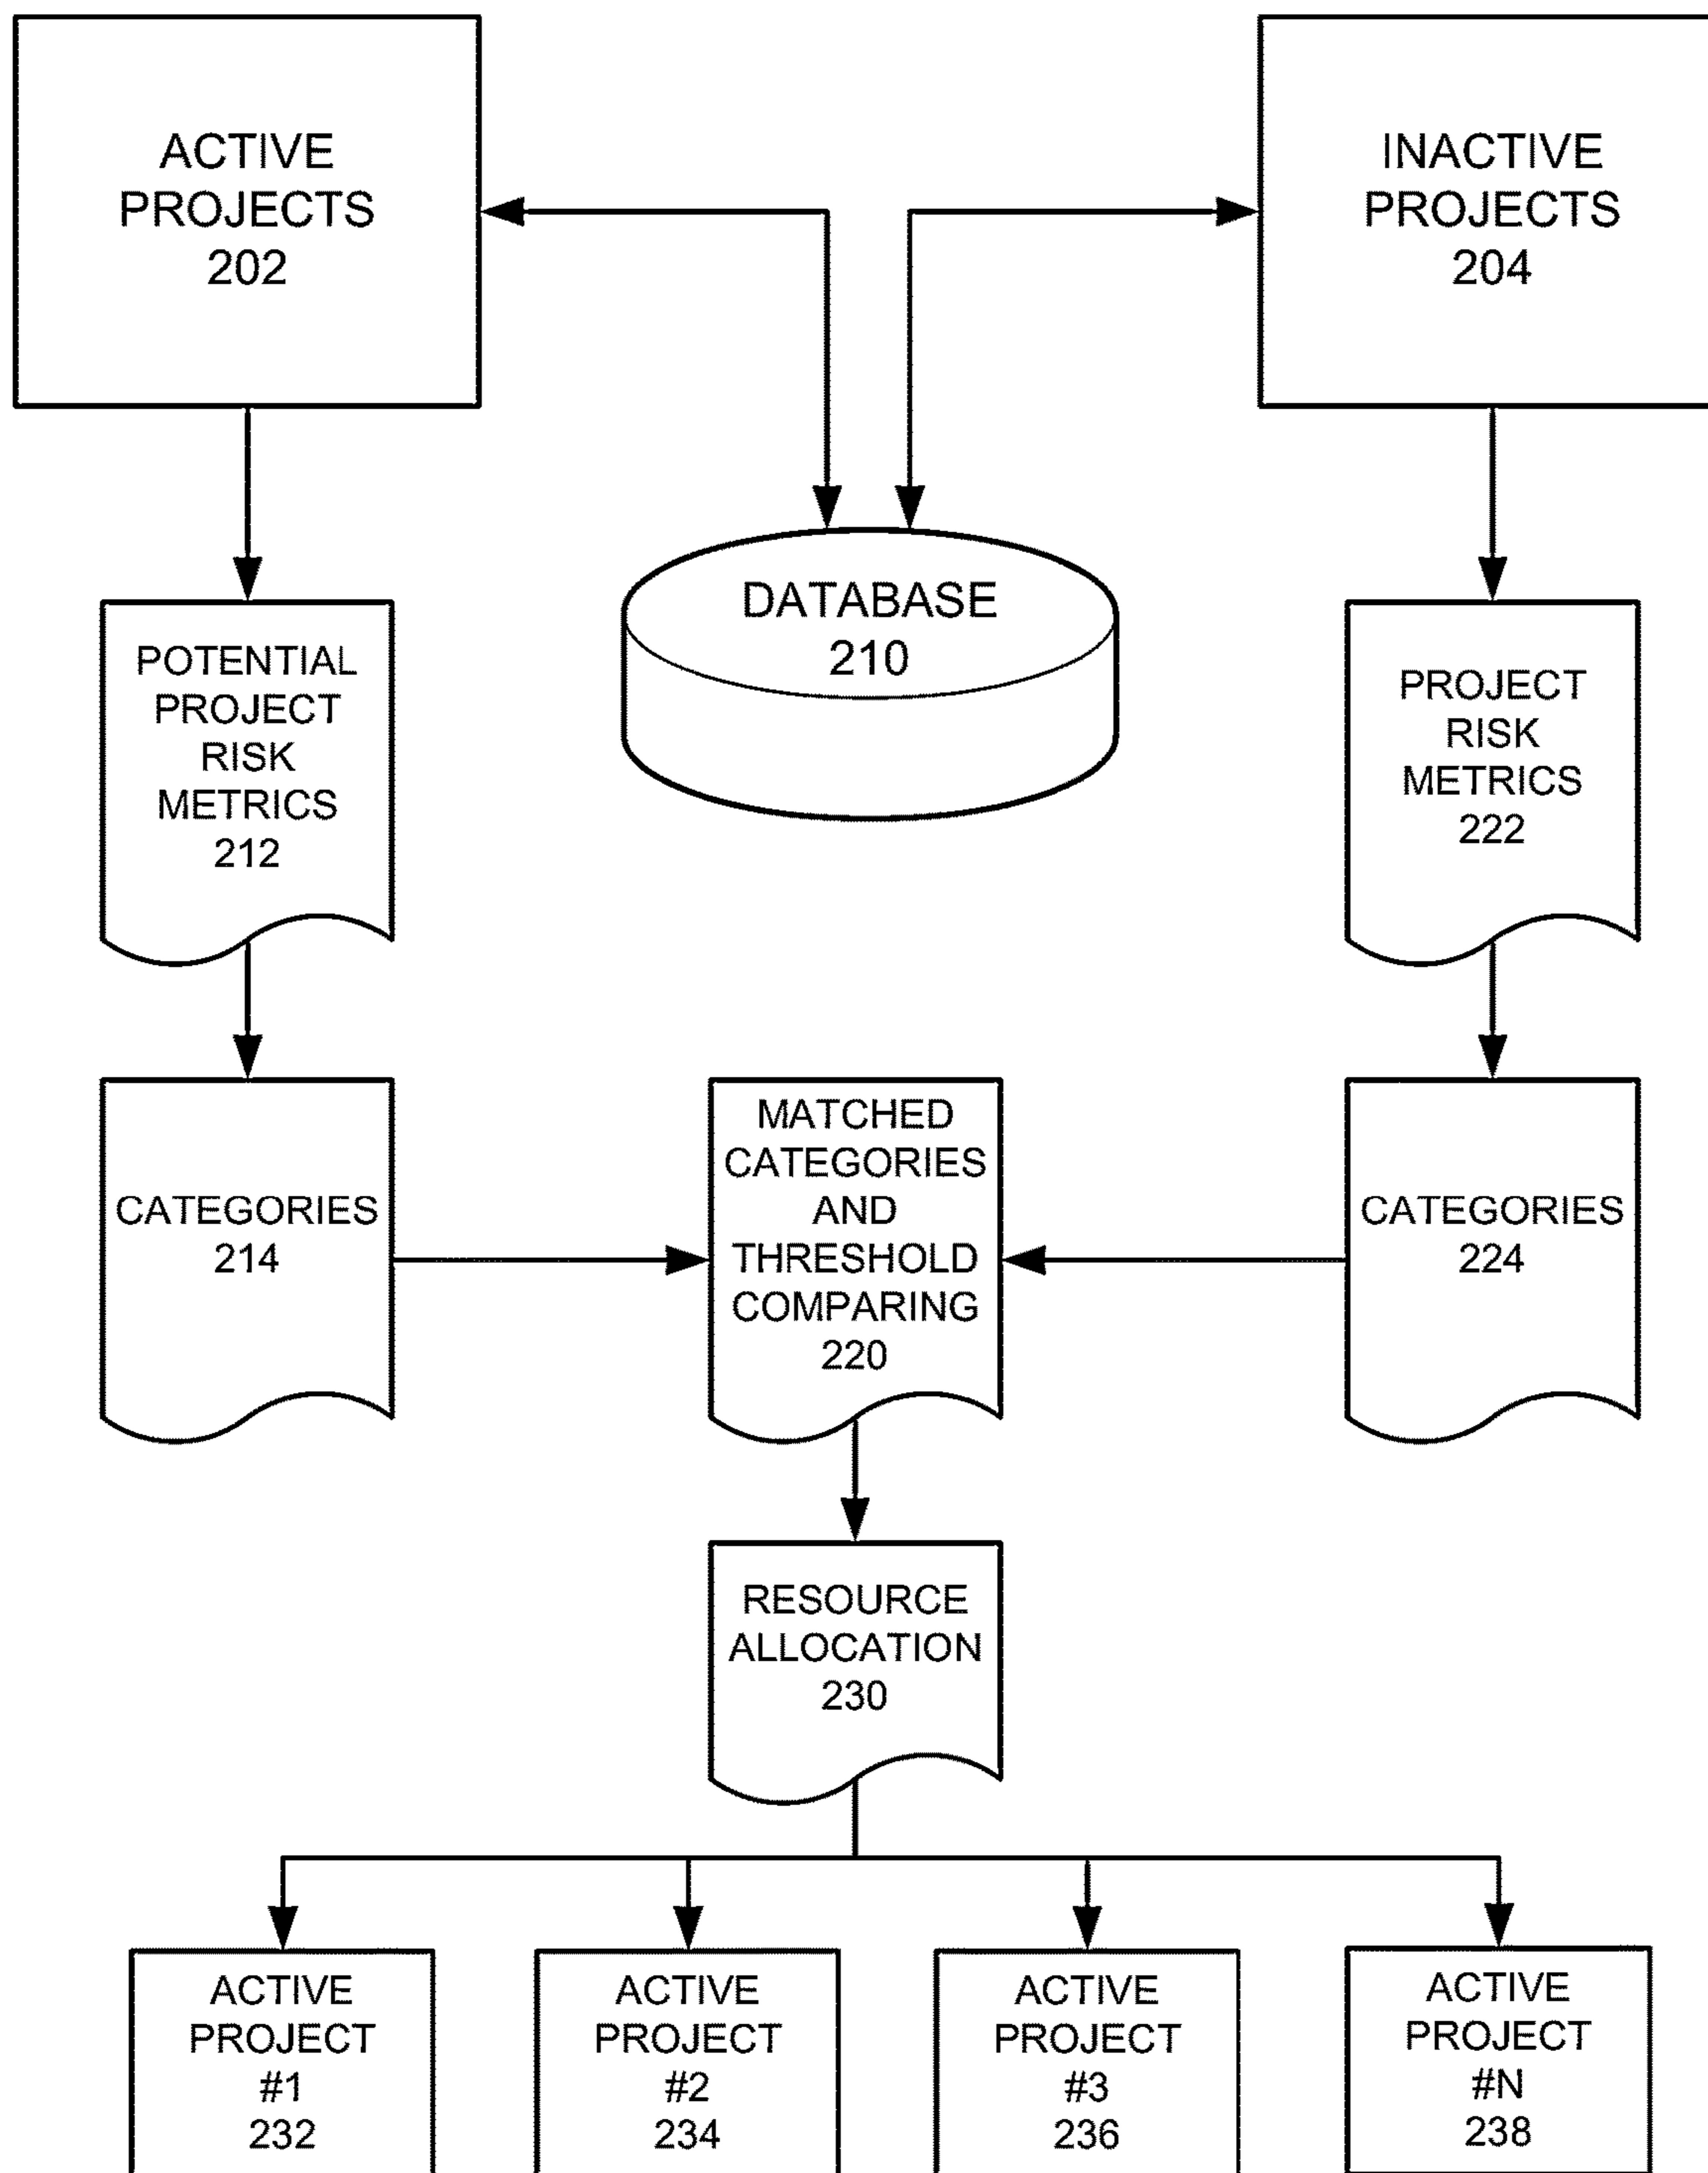 ACTIVE
PROJECTS
202
INACTIVE
PROJECTS
204
DATABASE
210
POTENTIAL
PROJECT
RISK
METRICS
212
PROJECT
RISK
METRICS
222
CATEGORIES
214
MATCHED
CATEGORIES
AND
THRESHOLD
COMPARING
220
CATEGORIES
224
RESOURCE
ALLOCATION
230
ACTIVE
PROJECT
#1
232
ACTIVE
PROJECT
#2
234
ACTIVE
PROJECT
#3
236
ACTIVE
PROJECT
#N
238